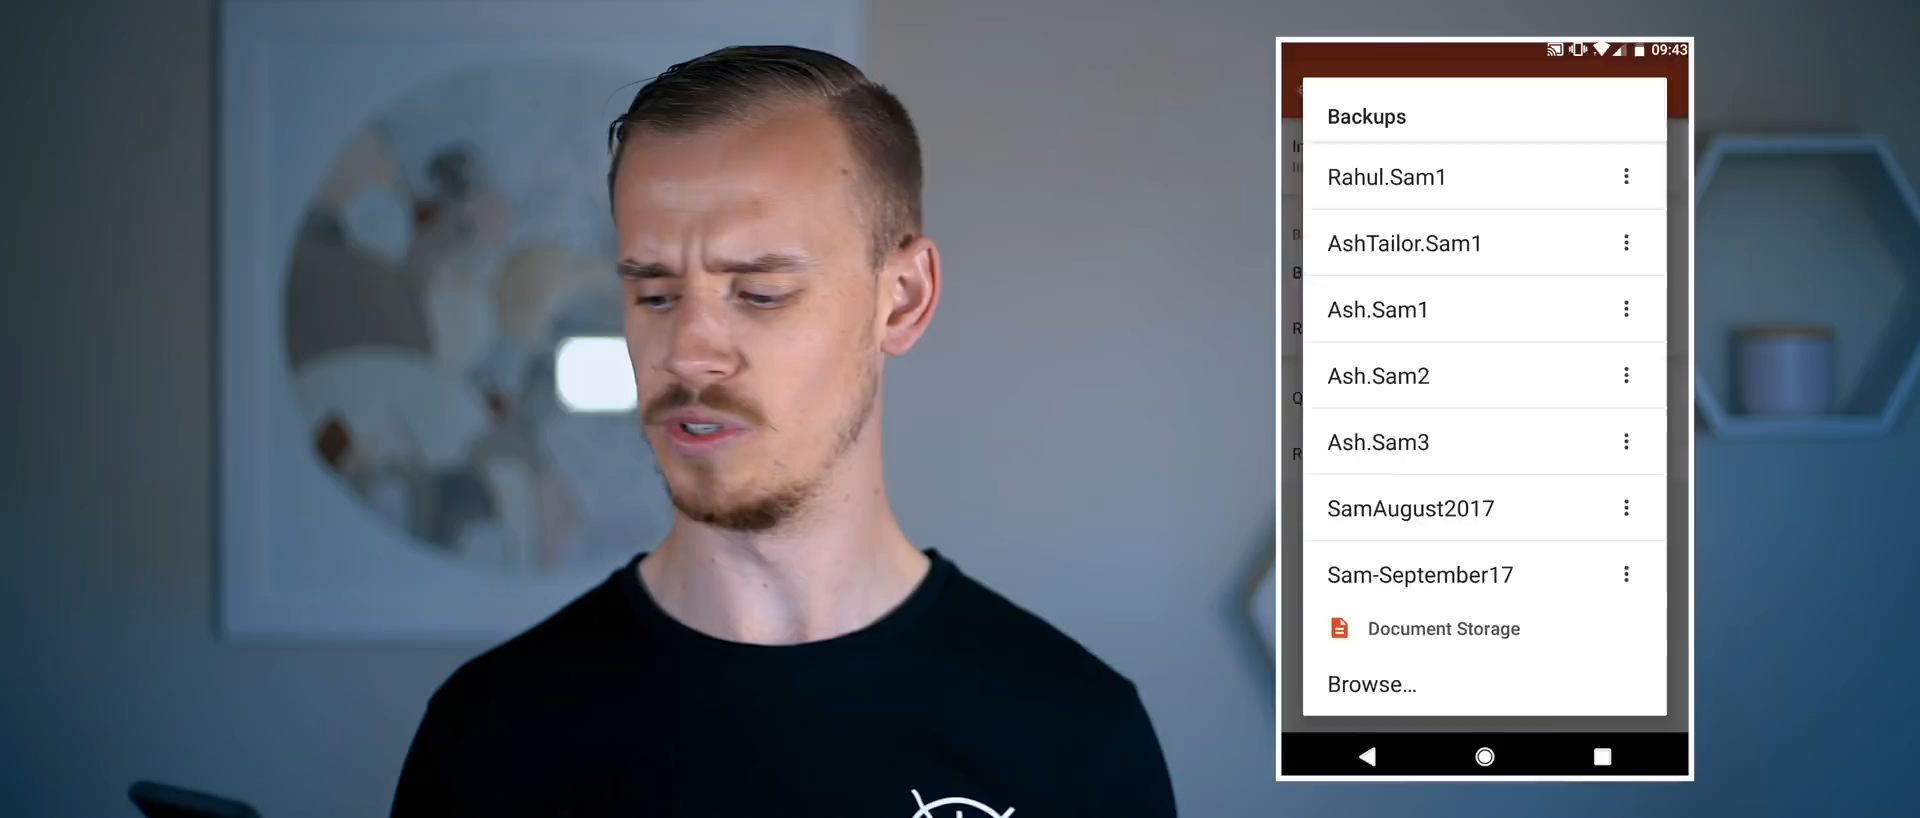 09:43
Backups
Rahul.Sam1
AshTailor.Sam1
Ash.Sam1
Ash.Sam2
Ash.Sam3
SamAugust2017
Sam-September17
Document Storage
Browse…